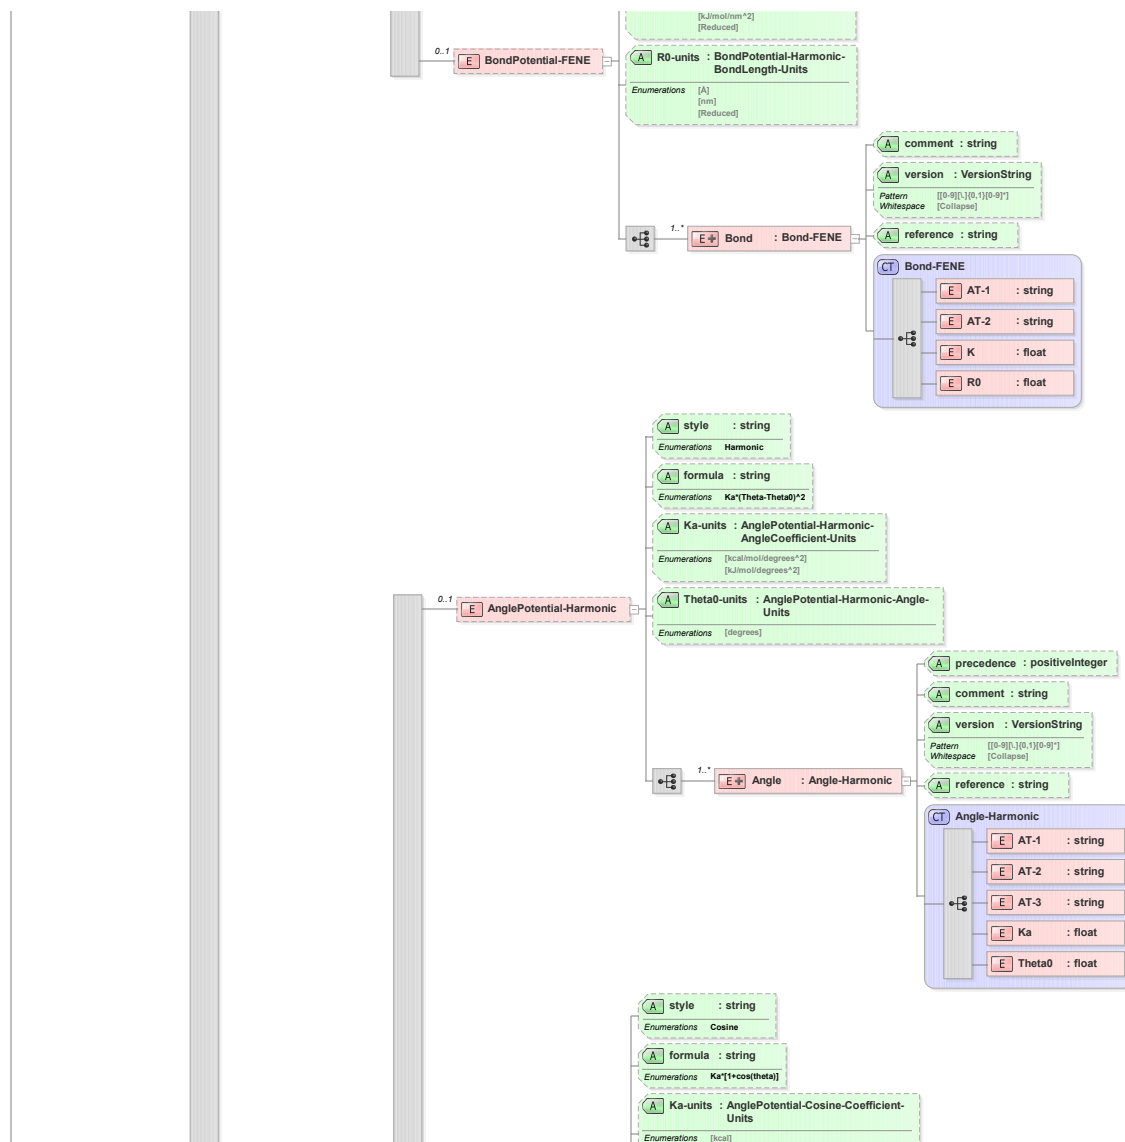 [kJ/mol/nm^2]
[Reduced]
0..1
E BondPotential-FENE
A R0-units : BondPotential-Harmonic-
BondLength-Units
Enumerations [Å]
[nm]
[Reduced]
A comment : string
A version : VersionString
Pattern [[0-9][\.]{0,1}[0-9]*]
Whitespace [Collapse]
1..*
E Bond : Bond-FENE
A reference : string
CT Bond-FENE
E AT-1 : string
E AT-2 : string
E K : float
E R0 : float
A style : string
Enumerations Harmonic
A formula : string
Enumerations Ka*(Theta-Theta0)^2
A Ka-units : AnglePotential-Harmonic-
AngleCoefficient-Units
Enumerations [kcal/mol/degrees^2]
[kJ/mol/degrees^2]
0..1
E AnglePotential-Harmonic
A Theta0-units : AnglePotential-Harmonic-Angle-
Units
Enumerations [degrees]
A precedence : positiveInteger
A comment : string
A version : VersionString
Pattern [[0-9][\.]{0,1}[0-9]*]
Whitespace [Collapse]
1..*
E Angle : Angle-Harmonic
A reference : string
CT Angle-Harmonic
E AT-1 : string
E AT-2 : string
E AT-3 : string
E Ka : float
E Theta0 : float
A style : string
Enumerations Cosine
A formula : string
Enumerations Ka*[1+cos(theta)]
A Ka-units : AnglePotential-Cosine-Coefficient-
Units
Enumerations [kcal]